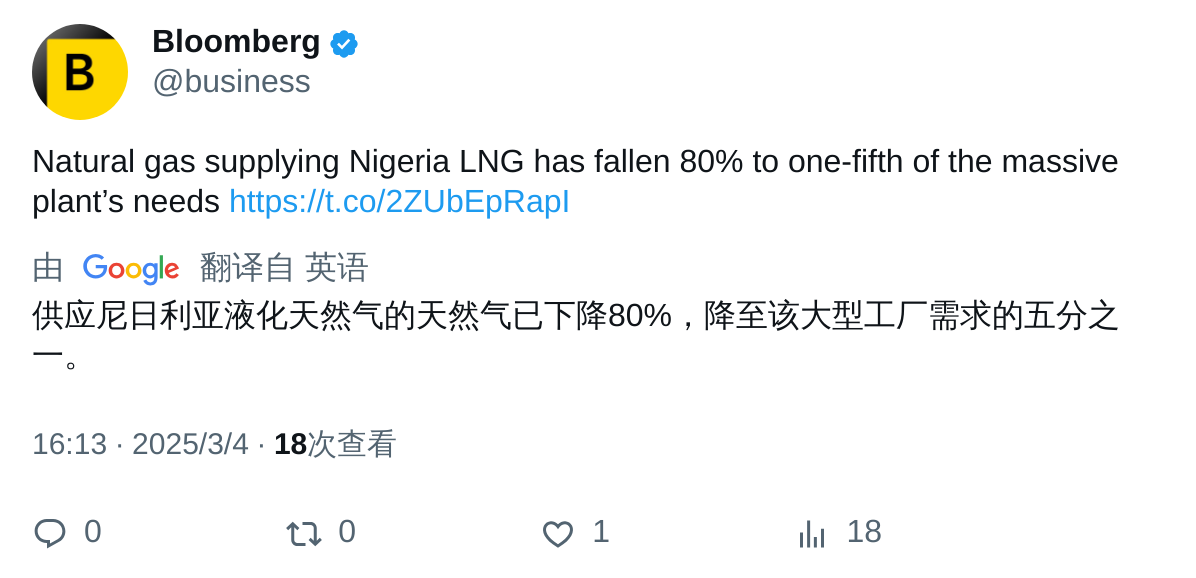 B
Bloomberg
@business
Natural gas supplying Nigeria LNG has fallen 80% to one-fifth of the massive
plant’s needs https://t.co/2ZUbEpRapI
由 Google 翻译自 英语
供应尼日利亚液化天然气的天然气已下降80%，降至该大型工厂需求的五分之
一。
16:13 · 2025/3/4 · 18次查看
0 0 1 18